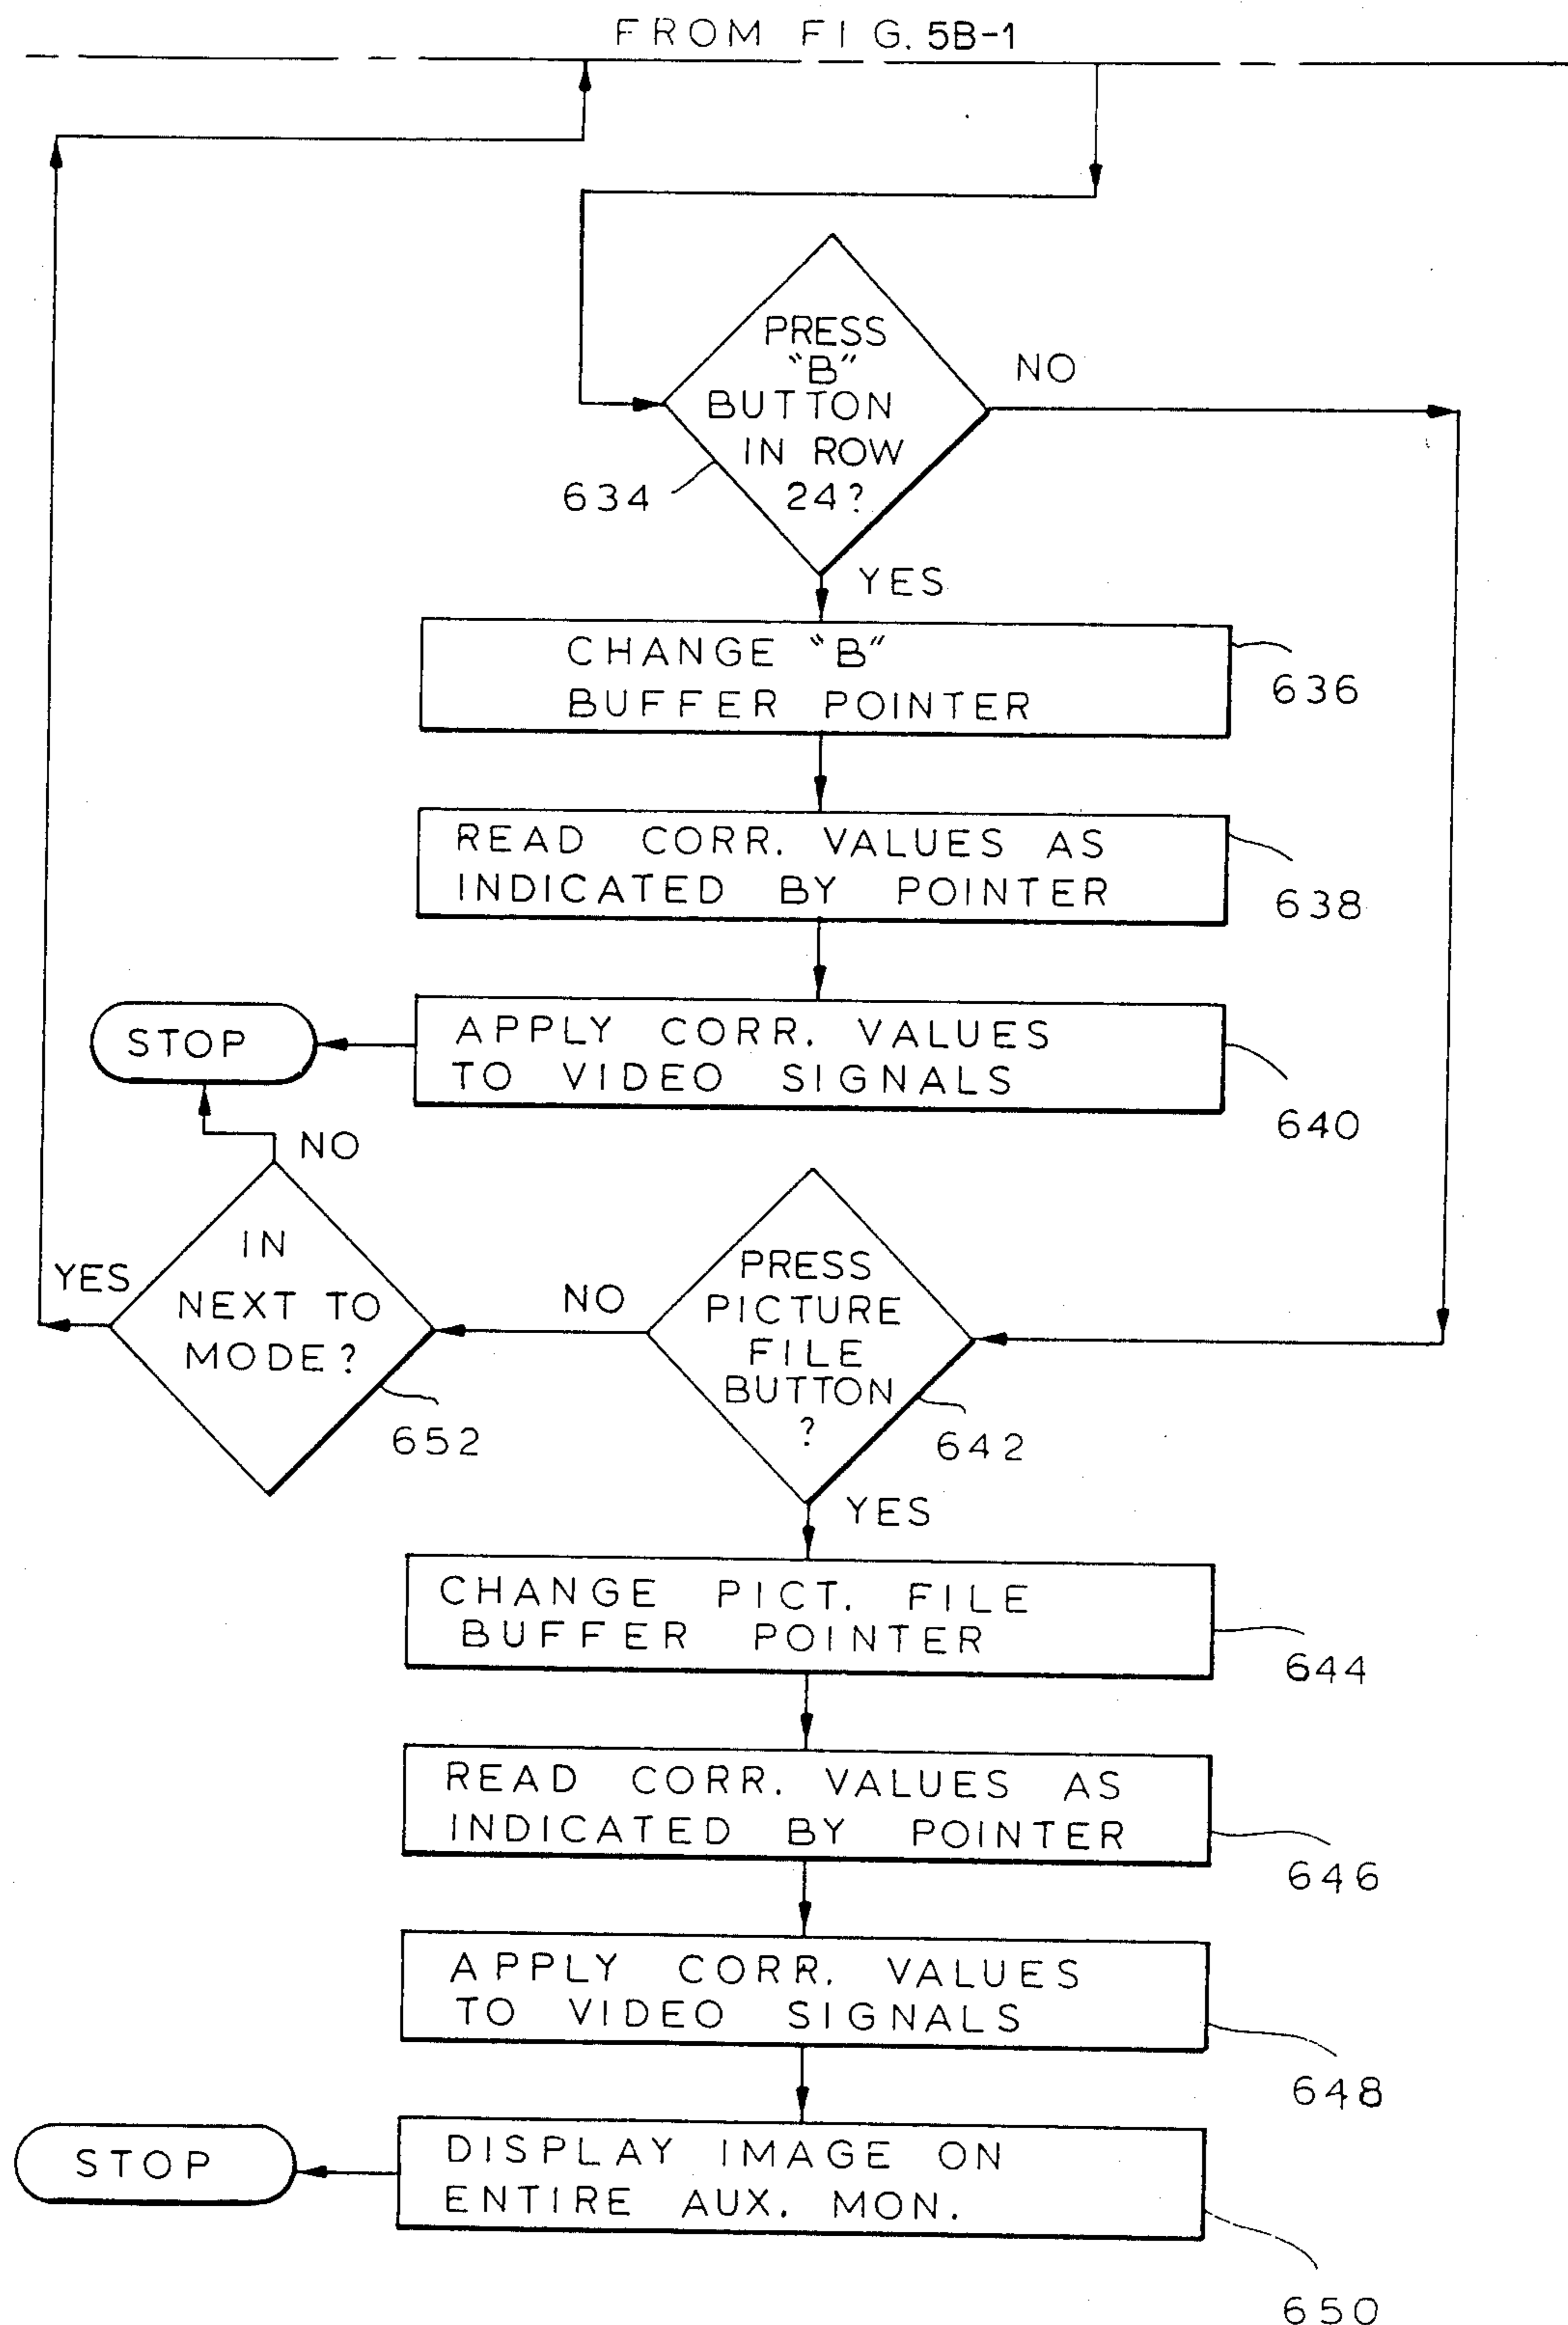 FROM FIG. 5B-1
PRESS
"B"
BUTTON
IN ROW
24?
NO
634
YES
CHANGE "B"
BUFFER POINTER
636
READ CORR. VALUES AS
INDICATED BY POINTER
638
STOP
APPLY CORR. VALUES
TO VIDEO SIGNALS
640
NO
IN
NEXT TO
MODE?
YES
652
NO
PRESS
PICTURE
FILE
BUTTON
?
642
YES
CHANGE PICT. FILE
BUFFER POINTER
644
READ CORR. VALUES AS
INDICATED BY POINTER
646
APPLY CORR. VALUES
TO VIDEO SIGNALS
648
STOP
DISPLAY IMAGE ON
ENTIRE AUX. MON.
650